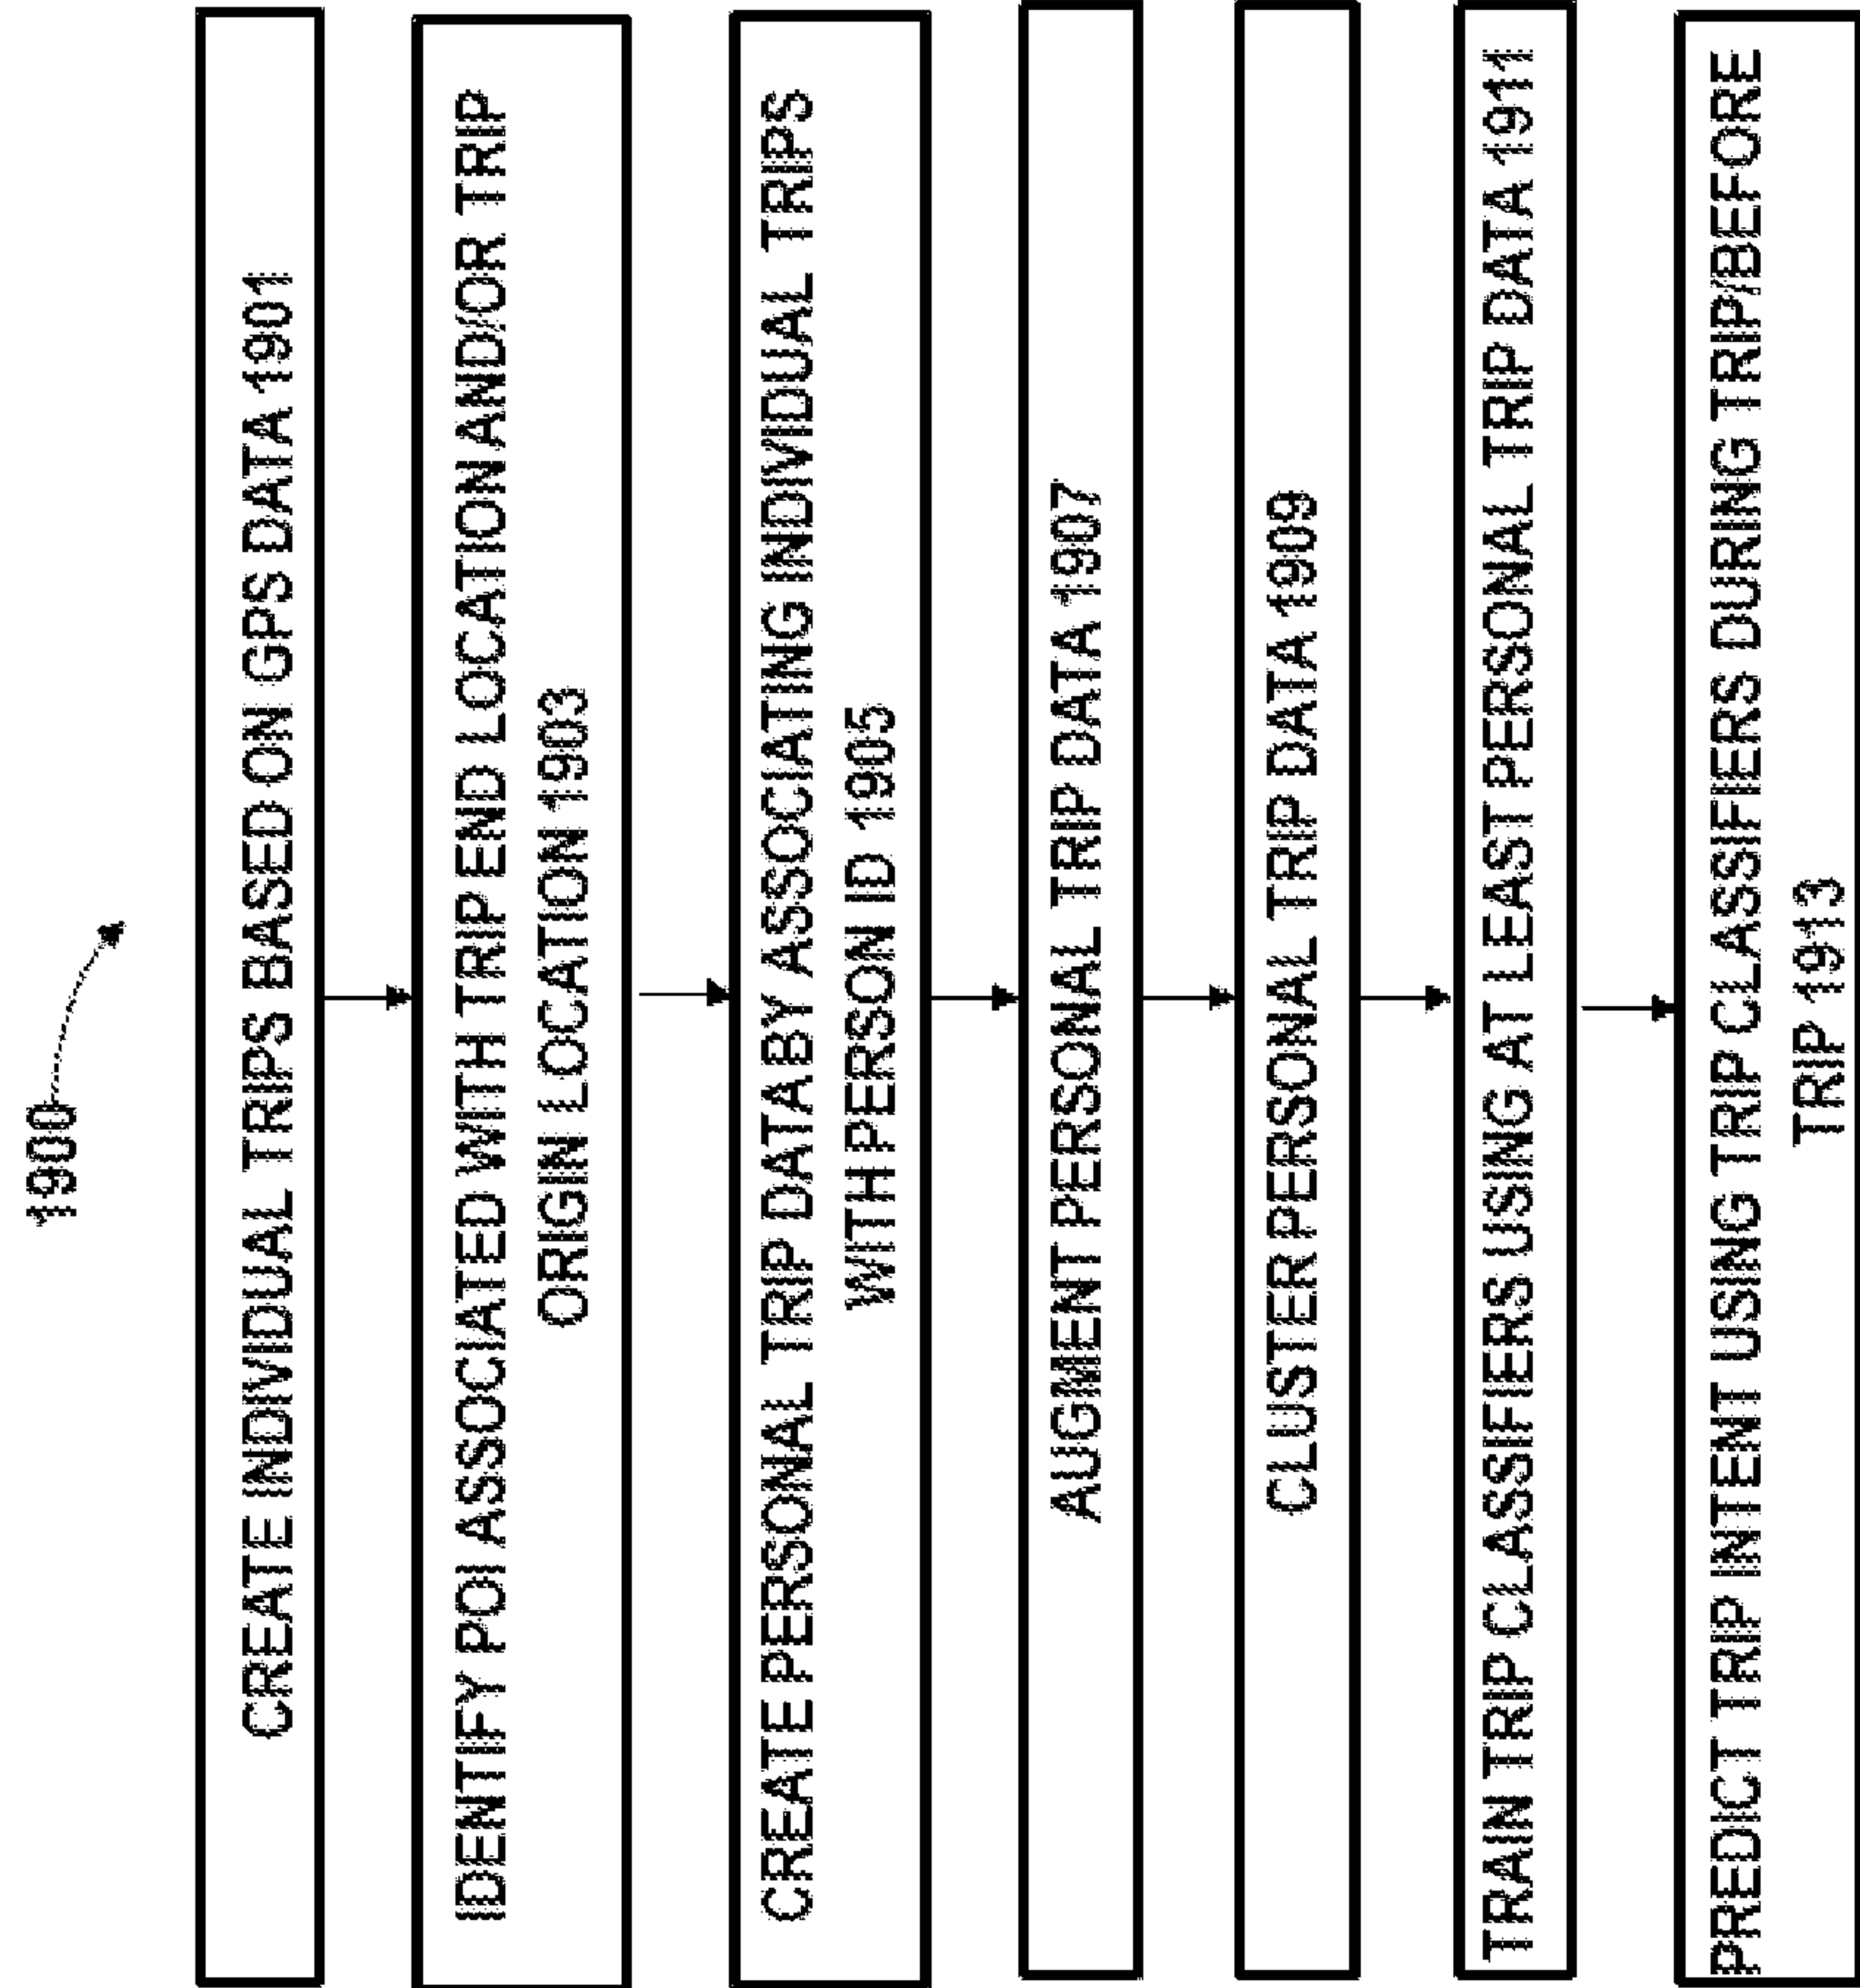 1900
CREATE INDIVIDUAL TRIPS BASED ON GPS DATA 1901
IDENTIFY POI ASSOCIATED WITH TRIP END LOCATION AND/OR TRIP
ORIGIN LOCATION 1903
CREATE PERSONAL TRIP DATA BY ASSOCIATING INDIVIDUAL TRIPS
WITH PERSON ID 1905
AUGMENT PERSONAL TRIP DATA 1907
CLUSTER PERSONAL TRIP DATA 1909
TRAIN TRIP CLASSIFIERS USING AT LEAST PERSONAL TRIP DATA 1911
PREDICT TRIP INTENT USING TRIP CLASSIFIERS DURING TRIP/BEFORE
TRIP 1913